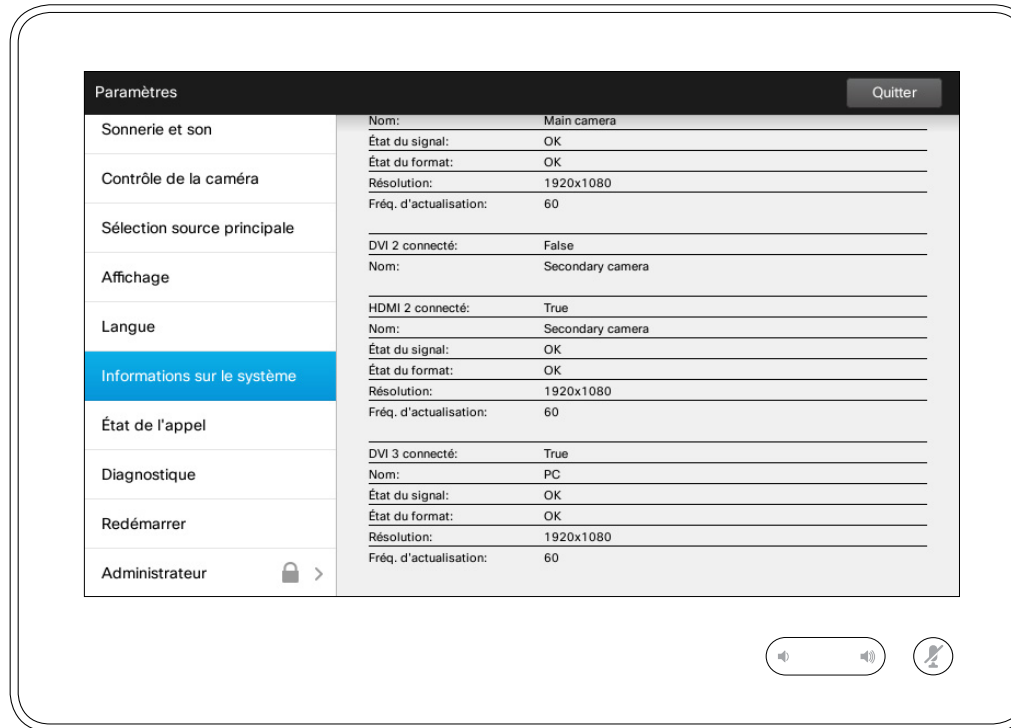 Paramètres
Quitter
Sonnerie et son
Contrôle de la caméra
Sélection source principale
Affichage
Langue
Informations sur le système
État de l'appel
Diagnostique
Redémarrer
Administrateur
Nom: Main camera
État du signal: OK
État du format: OK
Résolution: 1920x1080
Fréq. d'actualisation: 60
DVI 2 connecté: False
Nom: Secondary camera
HDMI 2 connecté: True
Nom: Secondary camera
État du signal: OK
État du format: OK
Résolution: 1920x1080
Fréq. d'actualisation: 60
DVI 3 connecté: True
Nom: PC
État du signal: OK
État du format: OK
Résolution: 1920x1080
Fréq. d'actualisation: 60